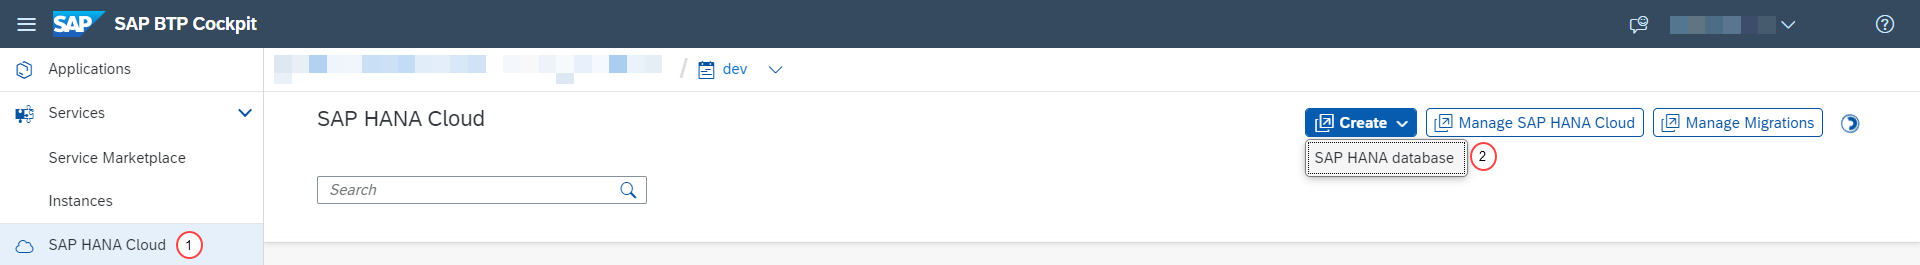 SAP SAP BTP Cockpit
Applications
dev
Services
SAP HANA Cloud
Create
Manage SAP HANA Cloud
Manage Migrations
Service Marketplace
SAP HANA database 2
Search
Instances
SAP HANA Cloud 1